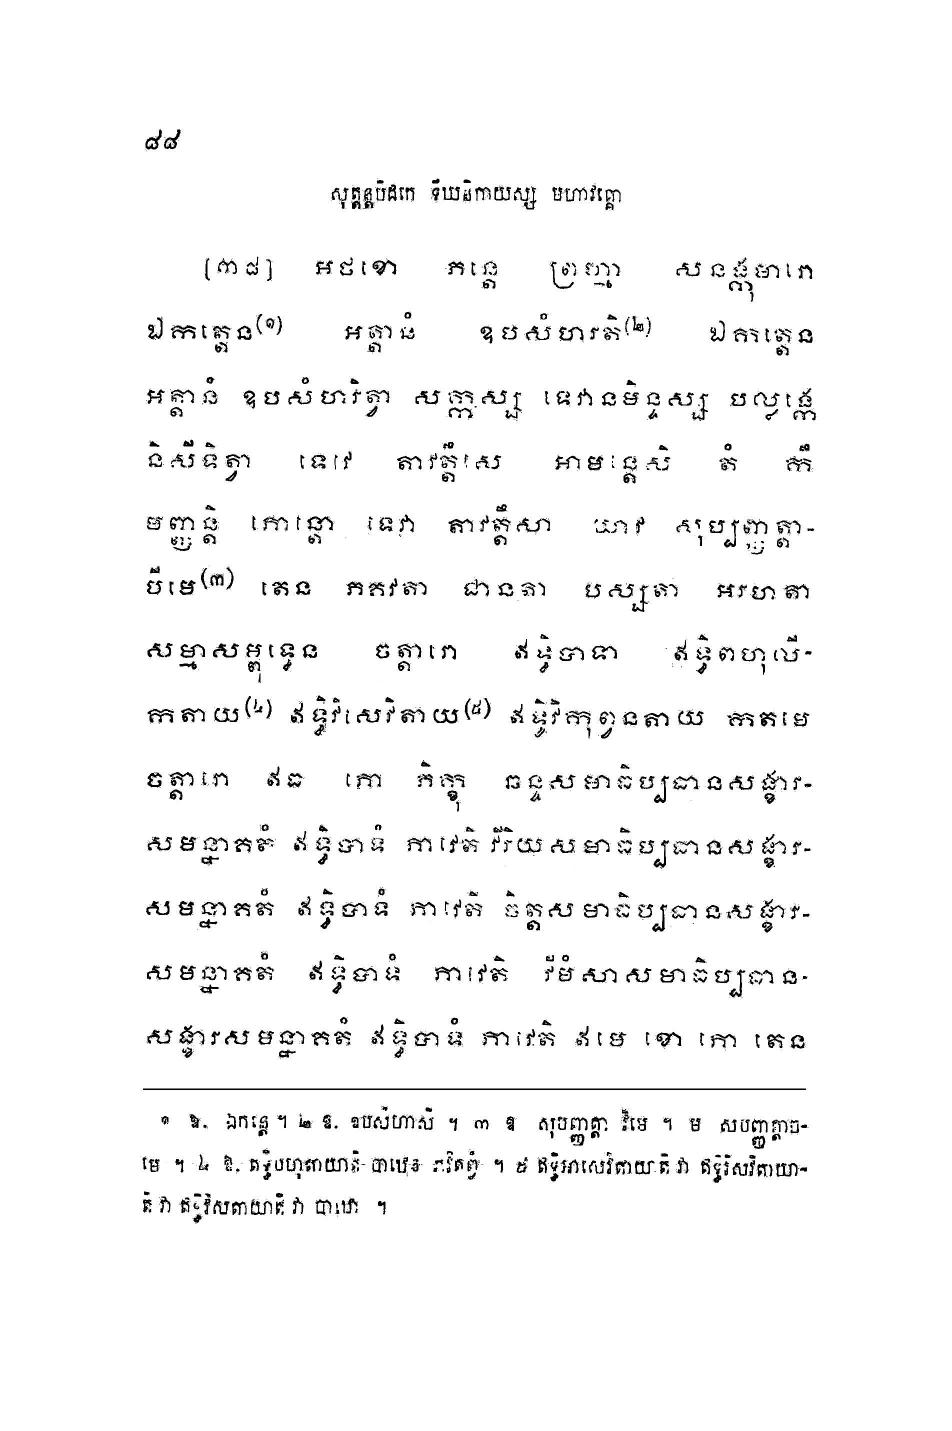 ៨៨
សុត្តន្តបិដកេ ទីឃនិកាយស្ស មហាវគ្គោ
[៣៨] អថខោ ភន្តេ ព្រហ្មា សនង្កុមារោ
ឯកត្តេន(១) អត្តានំ ឧបសំហរតិ(២) ឯកត្តេន
អត្តានំ ឧបសំហរិត្វា សក្កស្ស ទេវានមិន្ទស្ស បល្លង្កេ
និសីទិត្វា ទេវេ តាវត្តឹសេ អាមន្តេសិ តំ កឹ
មញ្ញន្តិ ភោន្តោ ទេវា តាវត្តឹសា យាវ សុប្បញ្ញត្តា-
បីមេ(៣) តេន ភគវតា ជានតា បស្សតា អរហតា
សម្មាសម្ពុទ្ធេន ចត្តារោ ឥទ្ធិបាទា ឥទ្ធិពហុលី-
កតាយ(៤) ឥទ្ធិវិសេវិតាយ(៥) ឥទ្ធិវិកុព្វនតាយ កតមេ
ចត្តារោ ឥធ ភោ ភិក្ខុ ឆន្ទសមាធិប្បធានសង្ខារ-
សមន្នាគតំ ឥទ្ធិបាទំ ភាវេតិ វីរិយសមាធិប្បធានសង្ខារ-
សមន្នាគតំ ឥទ្ធិបាទំ ភាវេតិ ចិត្តសមាធិប្បធានសង្ខារ-
សមន្នាគតំ ឥទ្ធិបាទំ ភាវេតិ វីមំសាសមាធិប្បធាន-
សង្ខារសមន្នាគតំ ឥទ្ធិបាទំ ភាវេតិ ឥមេ ខោ ភោ តេន
១ ឱ. ឯកន្តេ ។ ២ ឱ. ឧបសំហាសិ ។ ៣ ឱ សុបញ្ញត្តា វិមេ ។ ម សបញ្ញត្តាច-
មេ ។ ៤ ឱ. ឥទ្ធិបហុតាយាតិ បាឋេន ភវិតព្វំ ។ ៥ ឥទ្ធិអាសេវិតាយាតិ វា ឥទ្ធិវិសវិតាយា-
តិ វា ឥទ្ធិវិសតាយាតិ វា បាឋោ ។